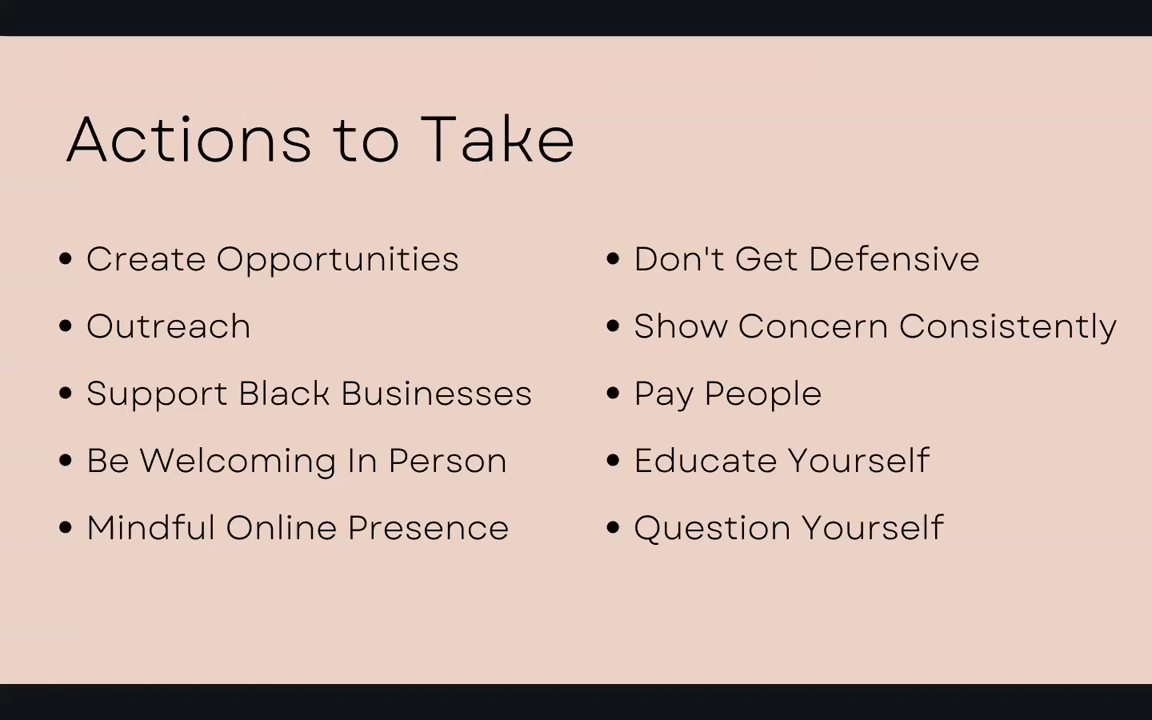 Actions to Take
• Create Opportunities
• Outreach
• Support Black Businesses
• Be Welcoming In Person
• Mindful Online Presence
• Don't Get Defensive
• Show Concern Consistently
• Pay People
• Educate Yourself
• Question Yourself